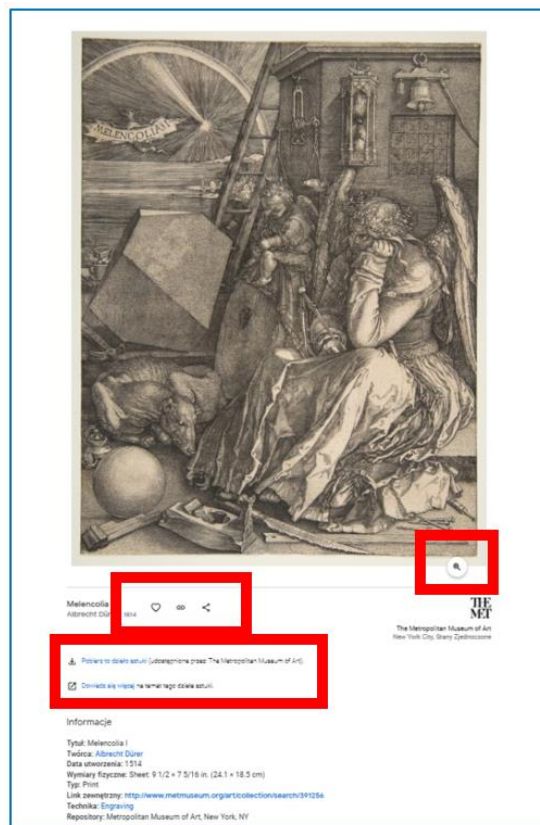 MELENCOLIA I
Melencolia
Albrecht Dürer 1514
THE
MET
The Metropolitan Museum of Art
New York City, Stany Zjednoczone
Pobierz to dzieło sztuki (udostępnione przez: The Metropolitan Museum of Art).
Dowiedz się więcej na temat tego dzieła sztuki.
Informacje
Tytuł: Melencolia I
Twórca: Albrecht Dürer
Data utworzenia: 1514
Wymiary fizyczne: Sheet: 9 1/2 × 7 5/16 in. (24.1 × 18.5 cm)
Typ: Print
Link zewnętrzny: http://www.metmuseum.org/art/collection/search/391256
Technika: Engraving
Repository: Metropolitan Museum of Art, New York, NY